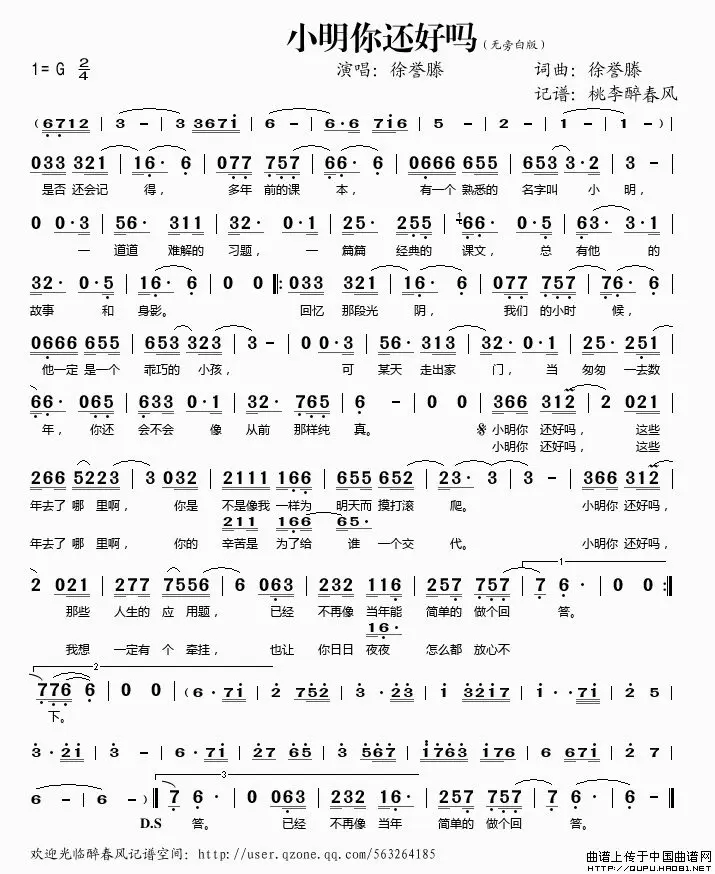 小明你还好吗（无旁白版）
1=G 2/4 演唱：徐誉滕 词曲：徐誉滕
记谱：桃李醉春风
（6712 | 3 - | 3 3671 | 6 - | 6·6 716 | 5 - | 2 - | 1 - | 1 - ）|
033 321 | 16· 6 | 077 757 | 66· 6 | 0666 655 | 653 3·2 | 3 - |
是否 还会记 得， 多年 前的课 本， 有一个 熟悉的 名字叫 小 明，
0 0·3 | 56· 311 | 32· 0·1 | 25· 255 | 66· 0·5 | 63· 3·1 |
一 道道 难解的 习题， 一 篇篇 经典的 课文， 总 有他 的
32· 0·5 | 16· 6 | 0 0 |: 033 321 | 16· 6 | 077 757 | 76· 6 |
故事 和 身影。 回忆 那段光 阴， 我们 的小时 候，
0666 655 | 653 323 | 3 - | 0 0·3 | 56· 313 | 32· 0·1 | 25· 251 |
他一定 是一个 乖巧的 小孩， 可 某天 走出家 门， 当 匆匆 一去数
66· 065 | 633 0·1 | 32· 765 | 6 - | 0 0 | 366 312 | 2 021 |
年， 你还 会不会 像 从前 那样纯 真。 𝄋 小明你 还好吗， 这些
小明你 还好吗， 这些
266 5223 | 3 032 | 2111 166 | 655 652 | 23· 3 | 3 - | 366 312 |
年去了 哪 里啊， 你是 不是像我 一样为 明天而 摸打滚 爬。 小明你 还好吗，
211 166 65·
年去了 哪 里啊， 你的 辛苦是 为了给 谁 一个交 代。 小明你 还好吗，
2 021 | 277 7556 | 6 063 | 232 116 | 257 757 | 1 7 6· | 0 0 :|
那些 人生的 应 用题， 已经 不再像 当年能 简单的 做个回 答。
16·
我想 一定有 个 牵挂， 也让 你日日 夜夜 怎么都 放心不
2
776 6 | 0 0 |（6·71 | 2 752 | 3·23 | 1 3217 | 1·71 | 2 5 |
下。
3·21 | 3 - | 6·71 | 27 65 | 3 567 | 1763 176 | 6 671 | 2 7 |
3
6 - | 6 - ）| 7 6· | 0 063 | 232 16· | 257 757 | 7 6· | 6 - ‖
D.S 答。 已经 不再像 当年 简单的 做个回 答。
欢迎光临醉春风记谱空间：http://user.qzone.qq.com/563264185
曲谱上传于中国曲谱网
http://QUPU.HAO81.NET